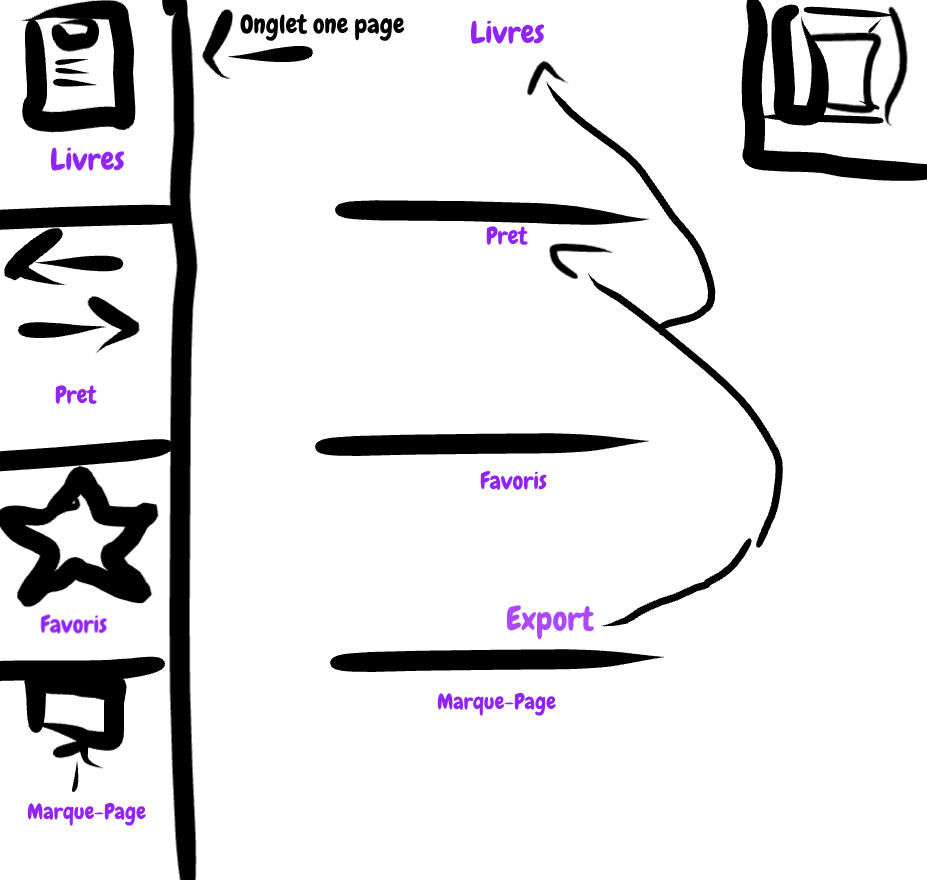 Onglet one page
Livres
Livres
Pret
Pret
Favoris
Favoris
Export
Marque-Page
Marque-Page